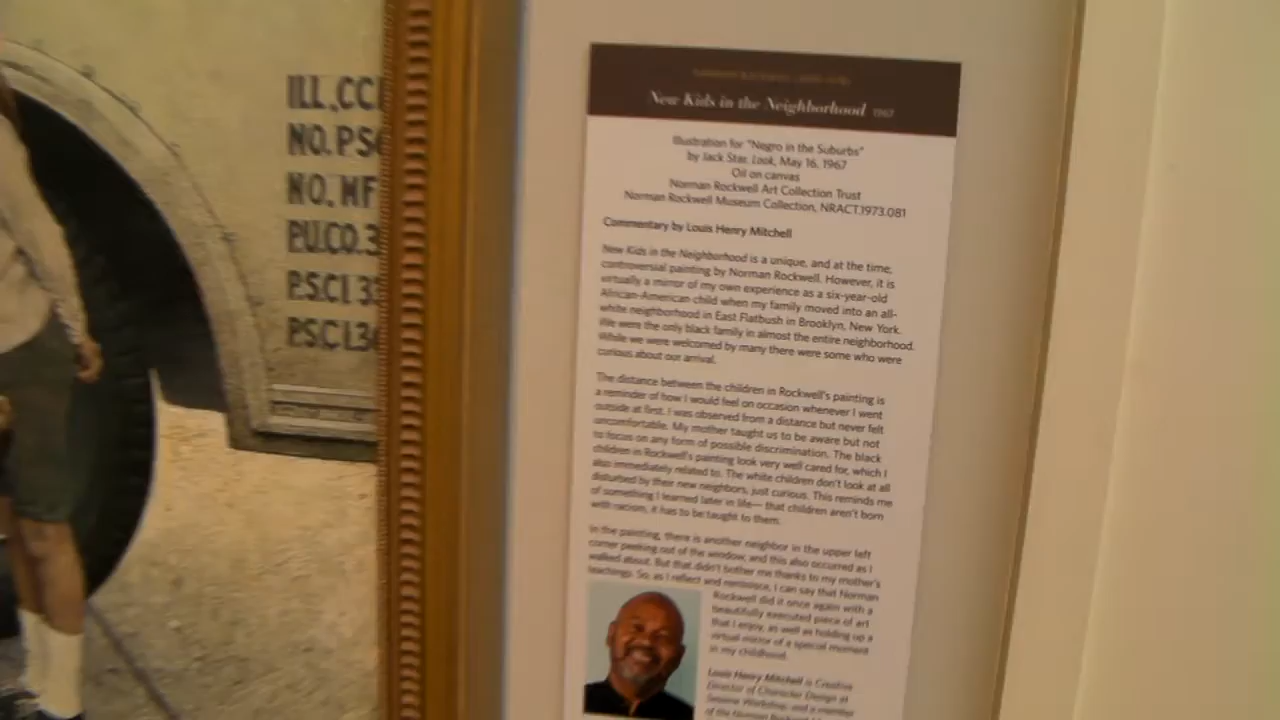 ILL.CC
NO. PS
NO. MF
P.U.CO.3
P.S.C.I 33
P.S.C.I.3
New Kids in the Neighborhood 1967
Illustration for "Negro in the Suburbs"
by Jack Star, Look, May 16, 1967
Oil on canvas
Norman Rockwell Art Collection Trust
Norman Rockwell Museum Collection, NRACT.1973.081
Commentary by Louis Henry Mitchell
New Kids in the Neighborhood is a unique, and at the time,
controversial painting by Norman Rockwell. However, it is
virtually a mirror of my own experience as a six-year-old
African-American child when my family moved into an all-
white neighborhood in East Flatbush in Brooklyn, New York.
We were the only black family in almost the entire neighborhood.
While we were welcomed by many there were some who were
curious about our arrival.
The distance between the children in Rockwell's painting is
a reminder of how I would feel on occasion whenever I went
outside at first. I was observed from a distance but never felt
uncomfortable. My mother taught us to be aware but not
to focus on any form of possible discrimination. The black
children in Rockwell's painting look very well cared for, which I
also immediately related to. The white children don't look at all
disturbed by their new neighbors, just curious. This reminds me
of something I learned later in life— that children aren't born
with racism, it has to be taught to them.
In the painting, there is another neighbor in the upper left
corner peeking out of the window, and this also occurred as I
walked about. But that didn't bother me thanks to my mother's
teachings. So, as I reflect and reminisce, I can say that Norman
Rockwell did it once again with a
beautifully executed piece of art
that I enjoy, as well as holding up a
virtual mirror of a special moment
in my childhood.
Louis Henry Mitchell is Creative
Director of Character Design at
Sesame Workshop, and a member
of the Norman Rockwell